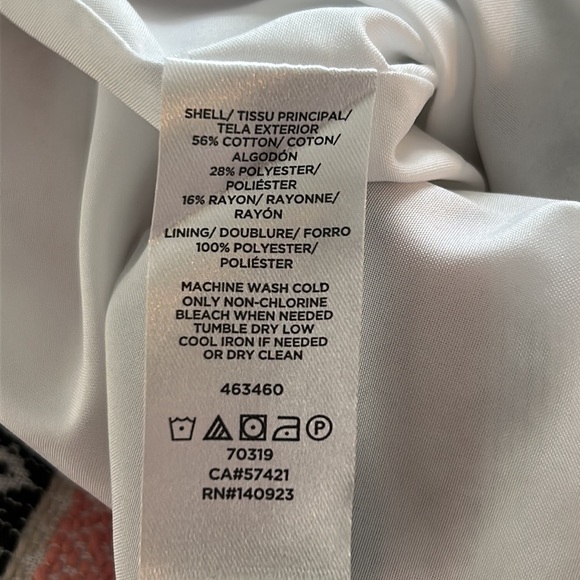 SHELL/ TISSU PRINCIPAL/
TELA EXTERIOR
56% COTTON/ COTON/
ALGODÓN
28% POLYESTER/
POLIÉSTER
16% RAYON/ RAYONNE/
RAYÓN
LINING/ DOUBLURE/ FORRO
100% POLYESTER/
POLIÉSTER
MACHINE WASH COLD
ONLY NON-CHLORINE
BLEACH WHEN NEEDED
TUMBLE DRY LOW
COOL IRON IF NEEDED
OR DRY CLEAN
463460
P
70319
CA#57421
RN#140923